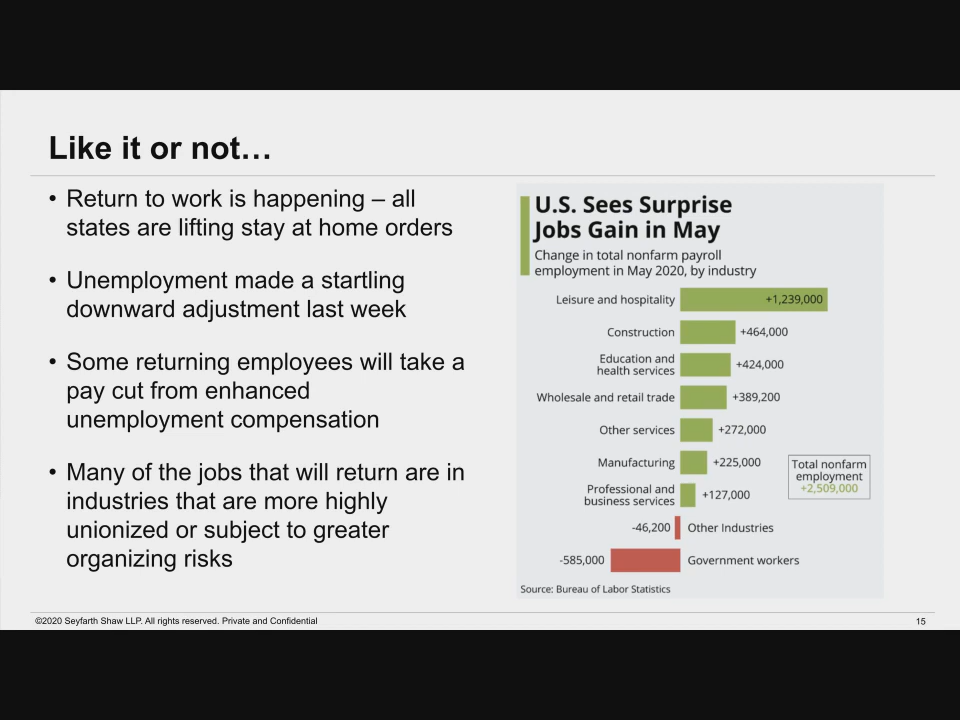 Like it or not…
• Return to work is happening – all
states are lifting stay at home orders
• Unemployment made a startling
downward adjustment last week
• Some returning employees will take a
pay cut from enhanced
unemployment compensation
• Many of the jobs that will return are in
industries that are more highly
unionized or subject to greater
organizing risks
U.S. Sees Surprise
Jobs Gain in May
Change in total nonfarm payroll
employment in May 2020, by industry
Leisure and hospitality +1,239,000
Construction +464,000
Education and
health services +424,000
Wholesale and retail trade +389,200
Other services +272,000
Manufacturing +225,000
Professional and
business services +127,000
-46,200 Other Industries
-585,000 Government workers
Total nonfarm
employment
+2,509,000
Source: Bureau of Labor Statistics
©2020 Seyfarth Shaw LLP. All rights reserved. Private and Confidential
15